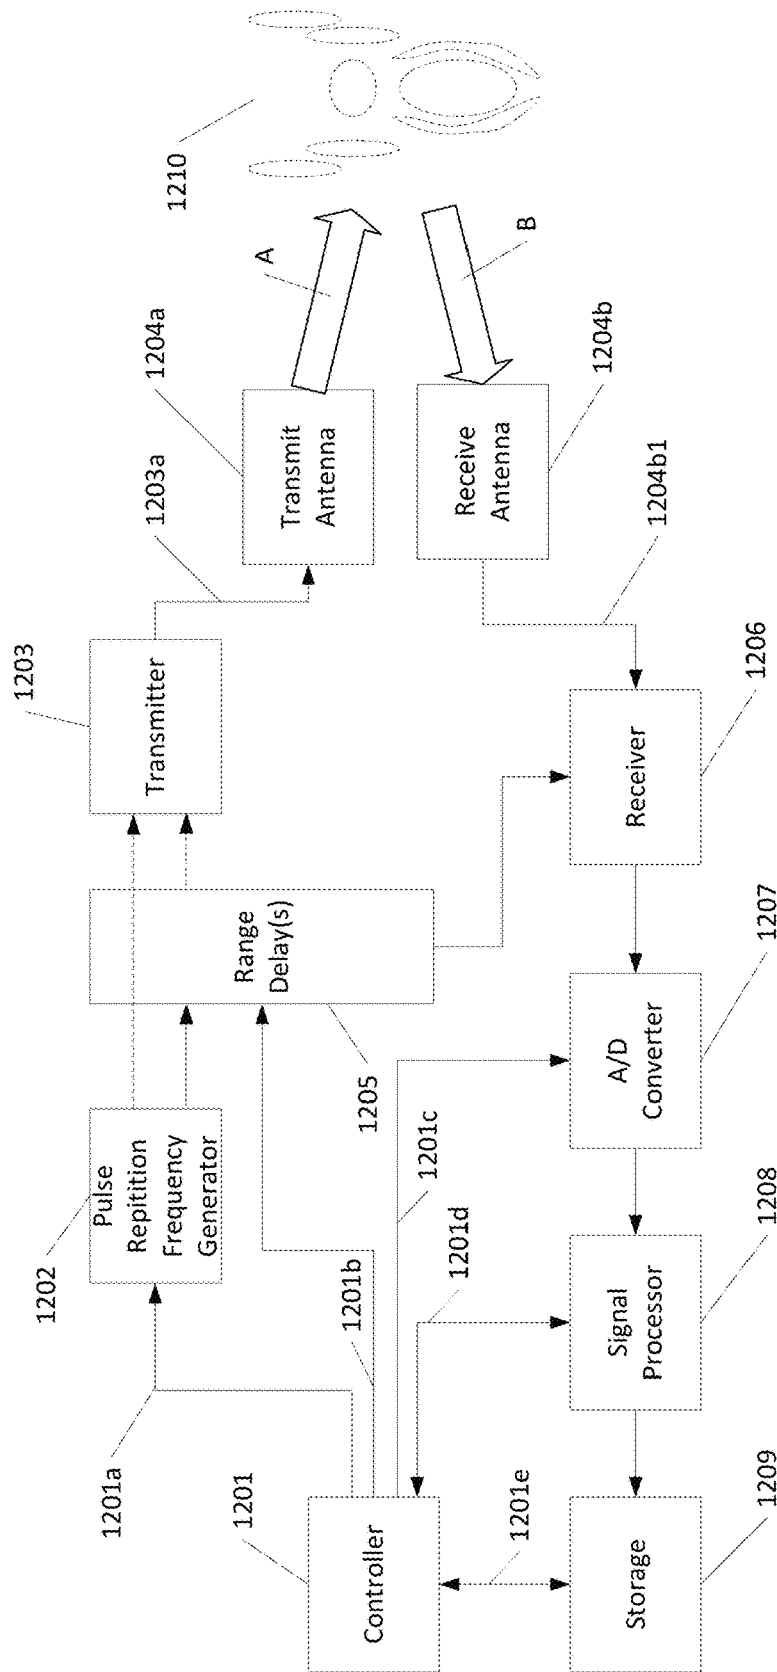 1201a
1202
Pulse
Repitition
Frequency
Generator
1203
Transmitter
1203a
1204a
Transmit
Antenna
A
1210
1201
Controller
1201b
1205
Range
Delay(s)
1201c
1201d
1201e
B
Receive
Antenna
1204b
1204b1
Storage
1209
Signal
Processor
1208
A/D
Converter
1207
Receiver
1206